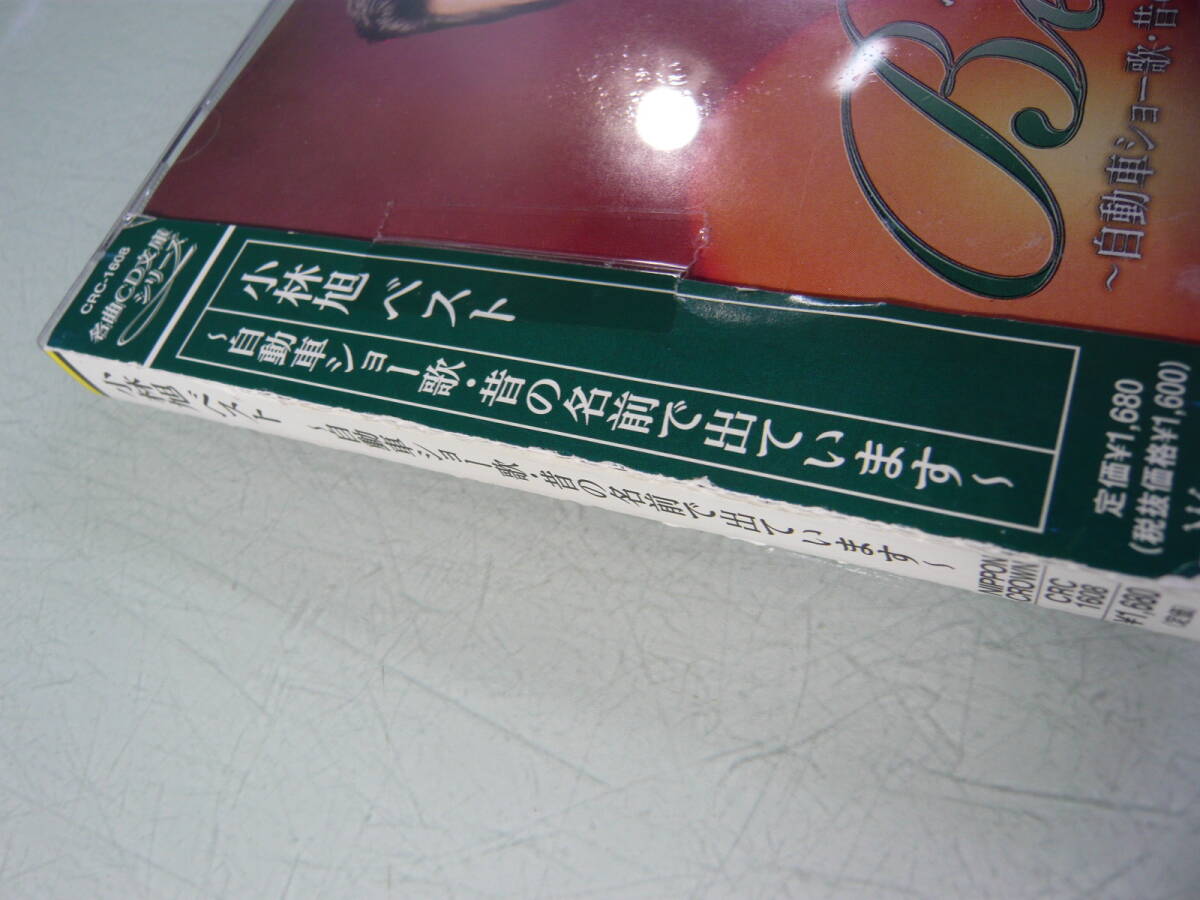 Be
~自動車ショー歌・昔
CRC-1608
名曲CD文庫
シリーズ
小林旭 ベスト
~自動車ショー歌・昔の名前で出ています~
定価¥1,680
(税抜価格¥1,600)
小林旭 ベスト ~自動車ショー歌・昔の名前で出ています~
NIPPON
CROWN
CRC
1608
¥1,680